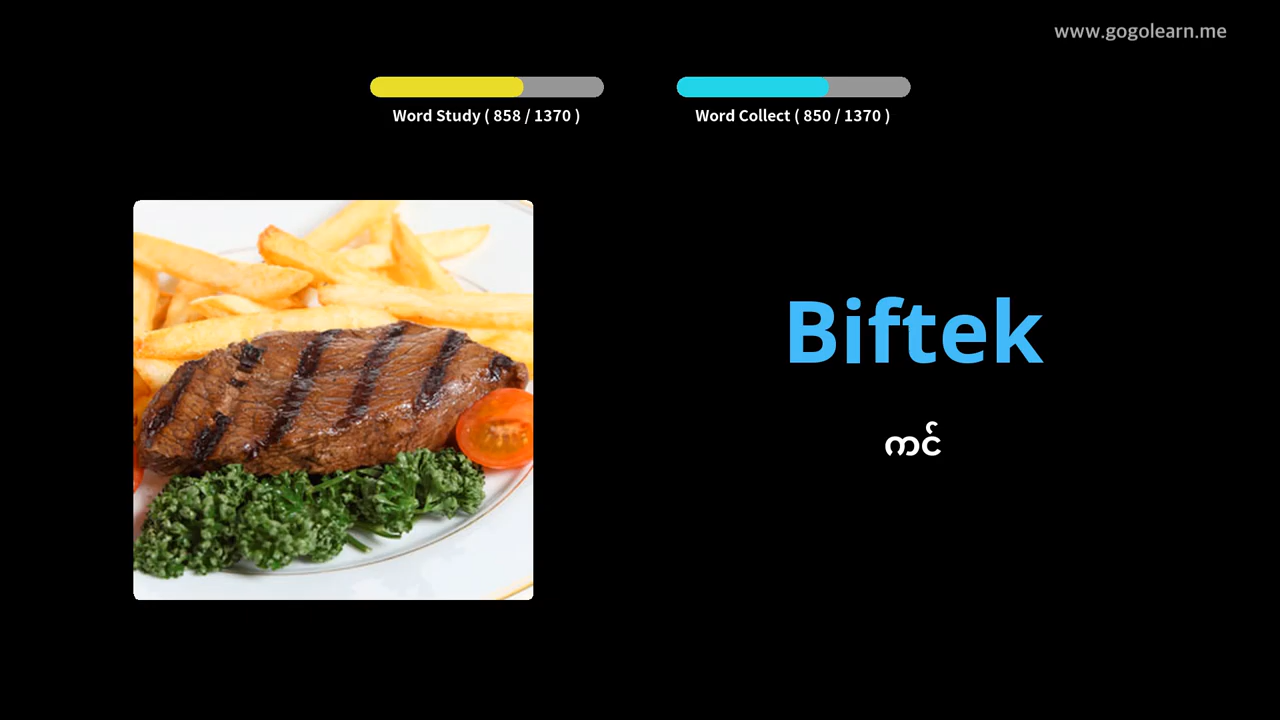 www.gogolearn.me
Word Study ( 858 / 1370 )
Word Collect ( 850 / 1370 )
Biftek
ကင်